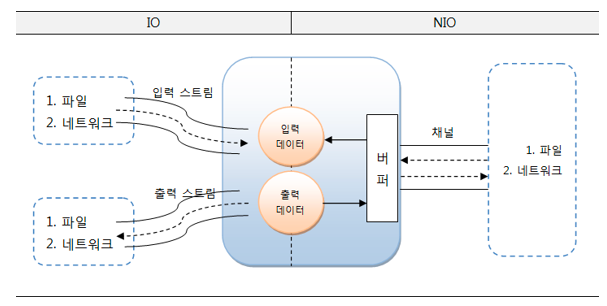 IO
NIO
1. 파일
2. 네트워크
입력 스트림
입력
데이터
출력 스트림
출력
데이터
1. 파일
2. 네트워크
버
퍼
채널
1. 파일
2. 네트워크